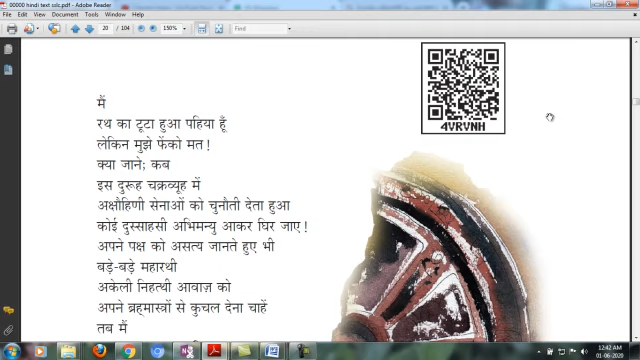 00000 hindi text sslc.pdf - Adobe Reader
File Edit View Document Tools Window Help
20 / 104 150% Find
4VRVNH
मैं
रथ का टूटा हुआ पहिया हूँ
लेकिन मुझे फेंको मत !
क्या जाने; कब
इस दुरूह चक्रव्यूह में
अक्षौहिणी सेनाओं को चुनौती देता हुआ
कोई दुस्साहसी अभिमन्यु आकर घिर जाए !
अपने पक्ष को असत्य जानते हुए भी
बड़े-बड़े महारथी
अकेली निहत्थी आवाज़ को
अपने ब्रह्मास्त्रों से कुचल देना चाहें
तब मैं
12:42 AM
01-06-2020